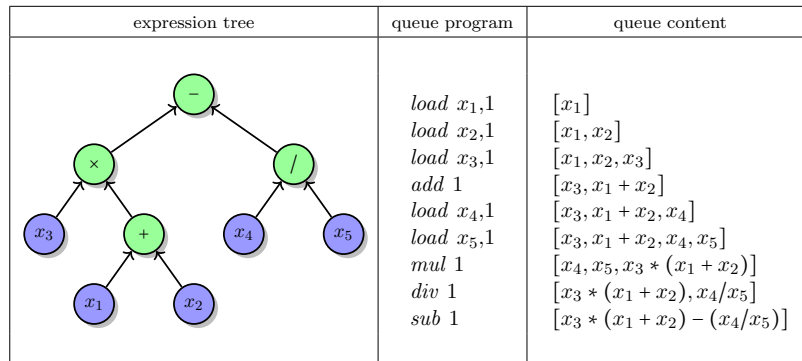 expression tree queue program queue content
−
load x₁,1 [x₁]
load x₂,1 [x₁, x₂]
× /
load x₃,1 [x₁, x₂, x₃]
add 1 [x₃, x₁ + x₂]
load x₄,1 [x₃, x₁ + x₂, x₄]
x₃ + x₄ x₅
load x₅,1 [x₃, x₁ + x₂, x₄, x₅]
mul 1 [x₄, x₅, x₃ * (x₁ + x₂)]
div 1 [x₃ * (x₁ + x₂), x₄/x₅]
x₁ x₂
sub 1 [x₃ * (x₁ + x₂) − (x₄/x₅)]